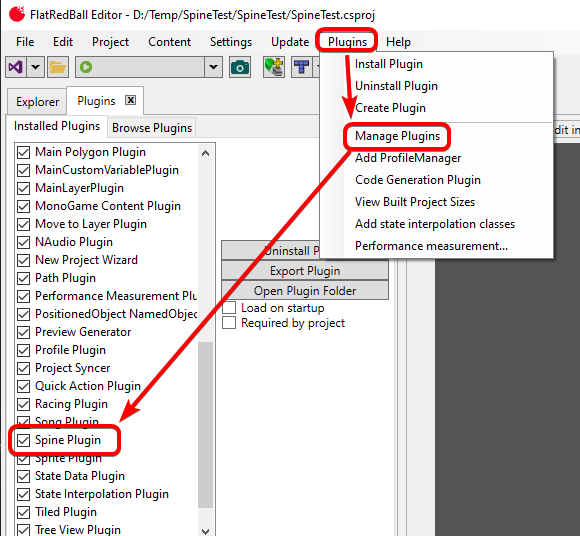 FlatRedBall Editor - D:/Temp/SpineTest/SpineTest/SpineTest.csproj
File Edit Project Content Settings Update Plugins Help
Install Plugin
Uninstall Plugin
Create Plugin
Manage Plugins
Add ProfileManager
Code Generation Plugin
View Built Project Sizes
Add state interpolation classes
Performance measurement...
Explorer Plugins
dit in
Installed Plugins Browse Plugins
Main Polygon Plugin
MainCustomVariablePlugin
MainLayerPlugin
MonoGame Content Plugin
Move to Layer Plugin
NAudio Plugin
New Project Wizard
Path Plugin
Performance Measurement Plu
PositionedObject NamedObjec
Preview Generator
Profile Plugin
Project Syncer
Quick Action Plugin
Racing Plugin
Song Plugin
Spine Plugin
Sprite Plugin
State Data Plugin
State Interpolation Plugin
Tiled Plugin
Tree View Plugin
Uninstall P
Export Plugin
Open Plugin Folder
Load on startup
Required by project